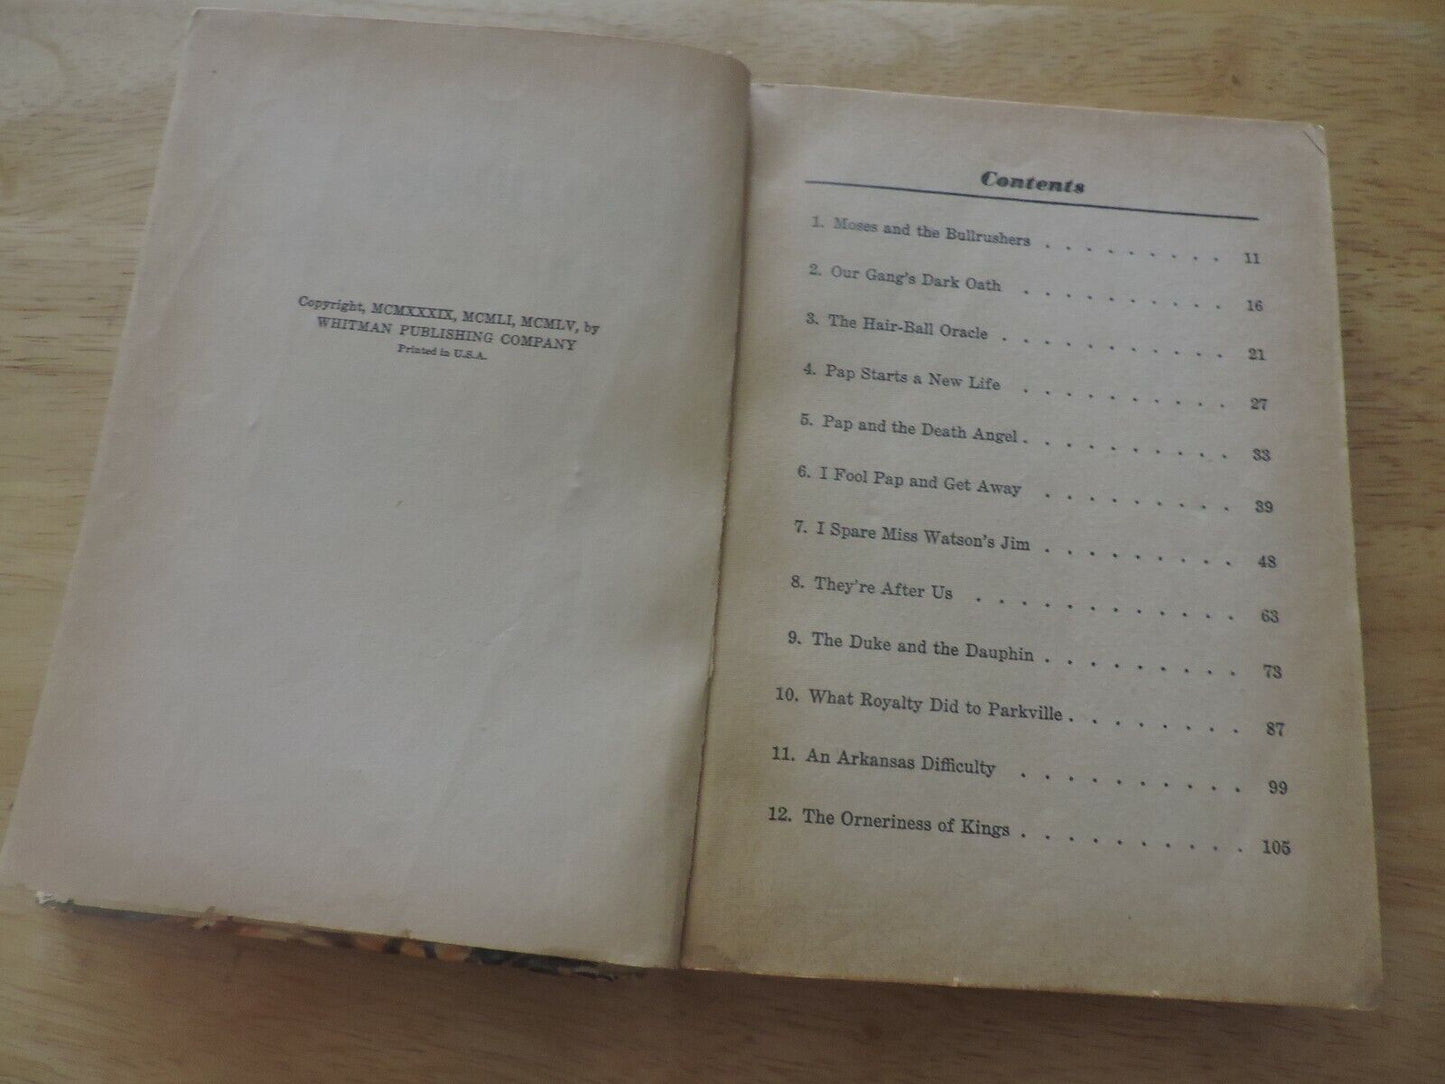 Copyright, MCMXXXIX, MCMLI, MCMLV, by
WHITMAN PUBLISHING COMPANY
Printed in U.S.A.
Contents
1. Moses and the Bullrushers . . . . . . . . . 11
2. Our Gang's Dark Oath . . . . . . . . . . 16
3. The Hair-Ball Oracle . . . . . . . . . . . 21
4. Pap Starts a New Life . . . . . . . . . . 27
5. Pap and the Death Angel . . . . . . . . . . 33
6. I Fool Pap and Get Away . . . . . . . . . 39
7. I Spare Miss Watson's Jim . . . . . . . . . 48
8. They're After Us . . . . . . . . . . . . 63
9. The Duke and the Dauphin . . . . . . . . . 73
10. What Royalty Did to Parkville . . . . . . . . 87
11. An Arkansas Difficulty . . . . . . . . . . 99
12. The Orneriness of Kings . . . . . . . . . . 105